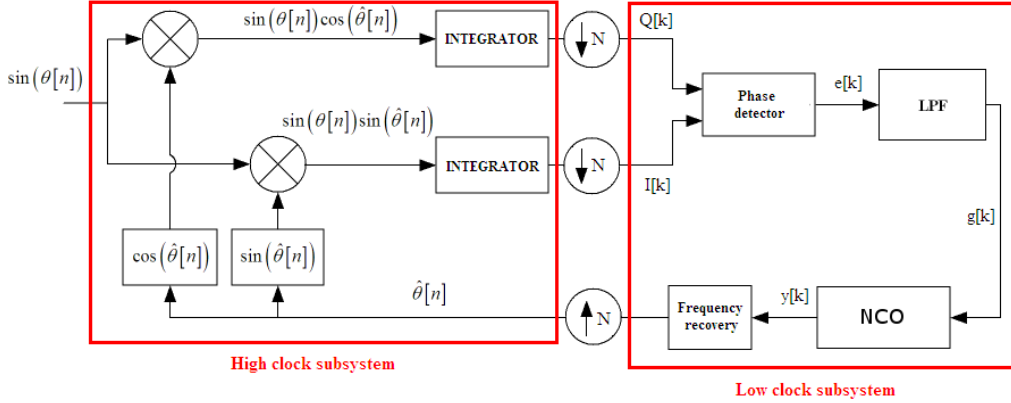 sin(θ[n])cos(θ̂[n])
INTEGRATOR
N
Q[k]
sin(θ[n])
Phase
detector
e[k]
LPF
sin(θ[n])sin(θ̂[n])
INTEGRATOR
N
I[k]
g[k]
cos(θ̂[n])
sin(θ̂[n])
θ̂[n]
N
Frequency
recovery
y[k]
NCO
High clock subsystem
Low clock subsystem